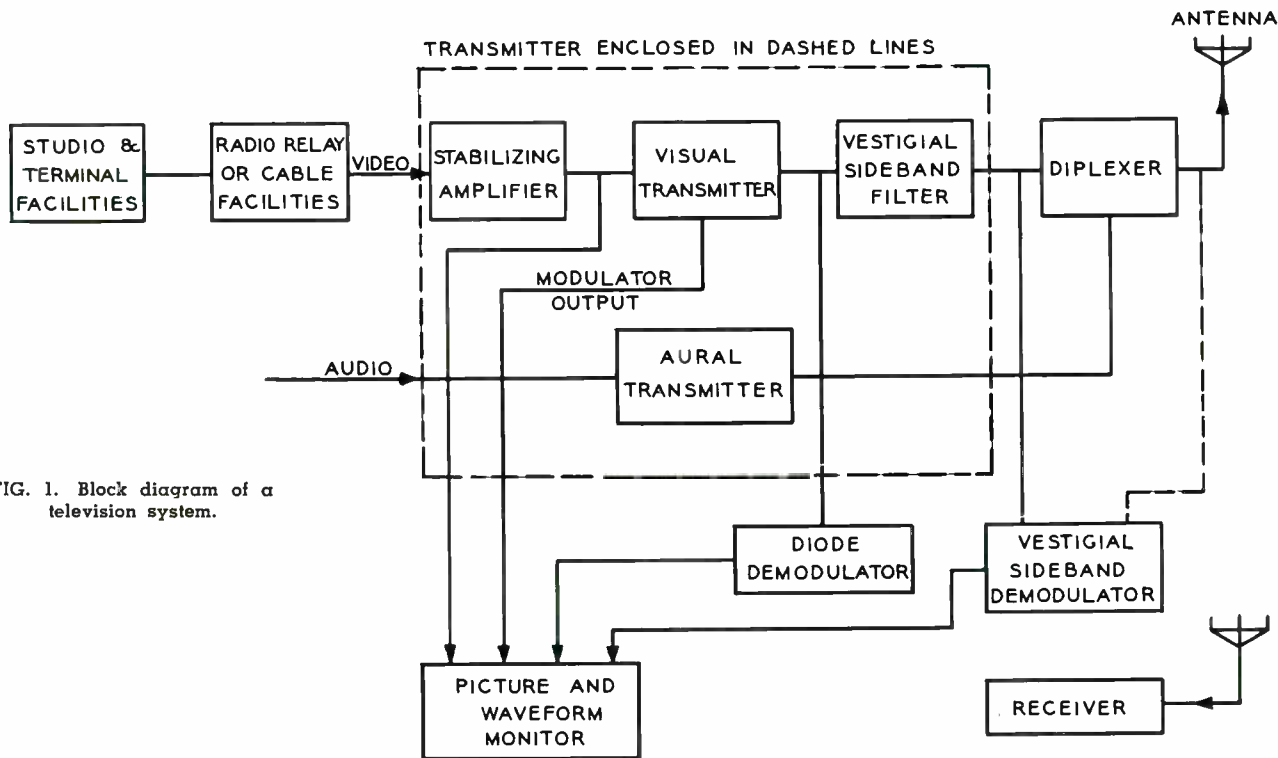 ANTENNA
TRANSMITTER ENCLOSED IN DASHED LINES
STUDIO &
TERMINAL
FACILITIES
RADIO RELAY
OR CABLE
FACILITIES
VIDEO
STABILIZING
AMPLIFIER
VISUAL
TRANSMITTER
VESTIGIAL
SIDEBAND
FILTER
DIPLEXER
MODULATOR
OUTPUT
AUDIO
AURAL
TRANSMITTER
FIG. 1. Block diagram of a
television system.
DIODE
DEMODULATOR
VESTIGIAL
SIDEBAND
DEMODULATOR
PICTURE AND
WAVEFORM
MONITOR
RECEIVER